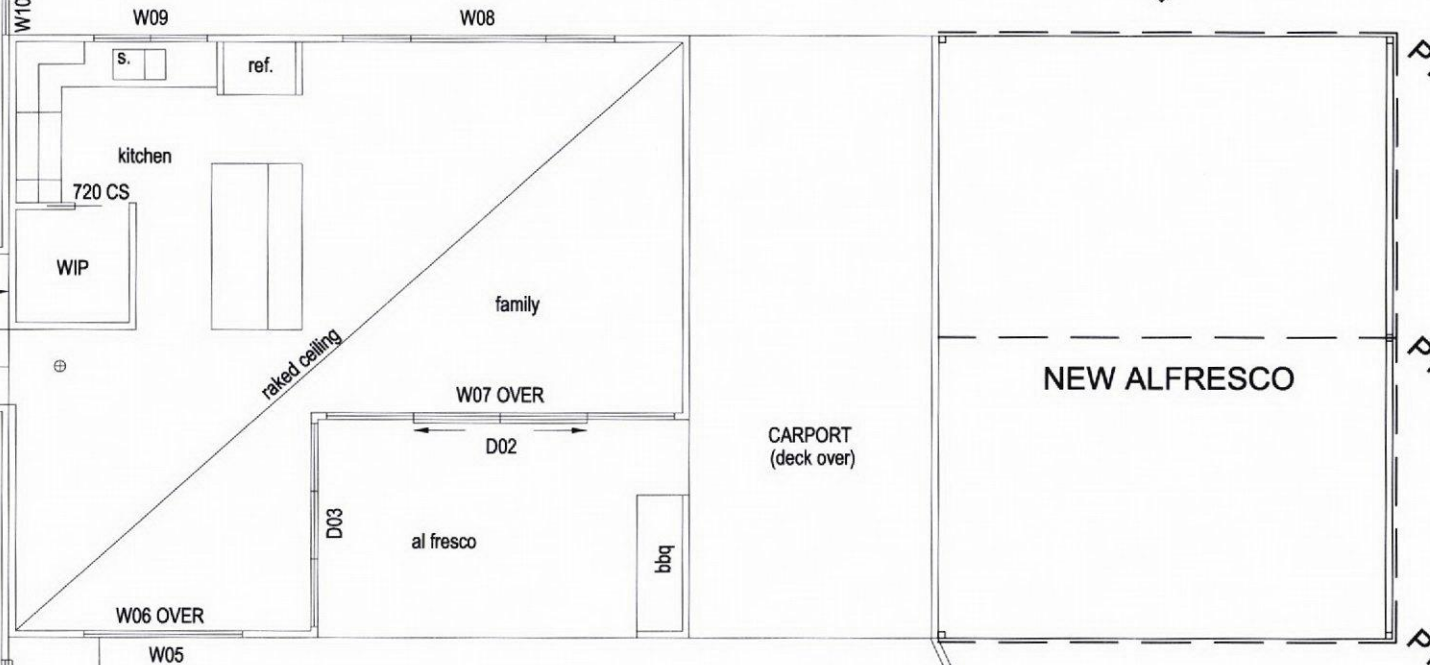 W10
W09
W08
s.
ref.
kitchen
720 CS
WIP
family
raked ceiling
W07 OVER
D02
NEW ALFRESCO
CARPORT
(deck over)
D03
al fresco
bbq
W06 OVER
W05